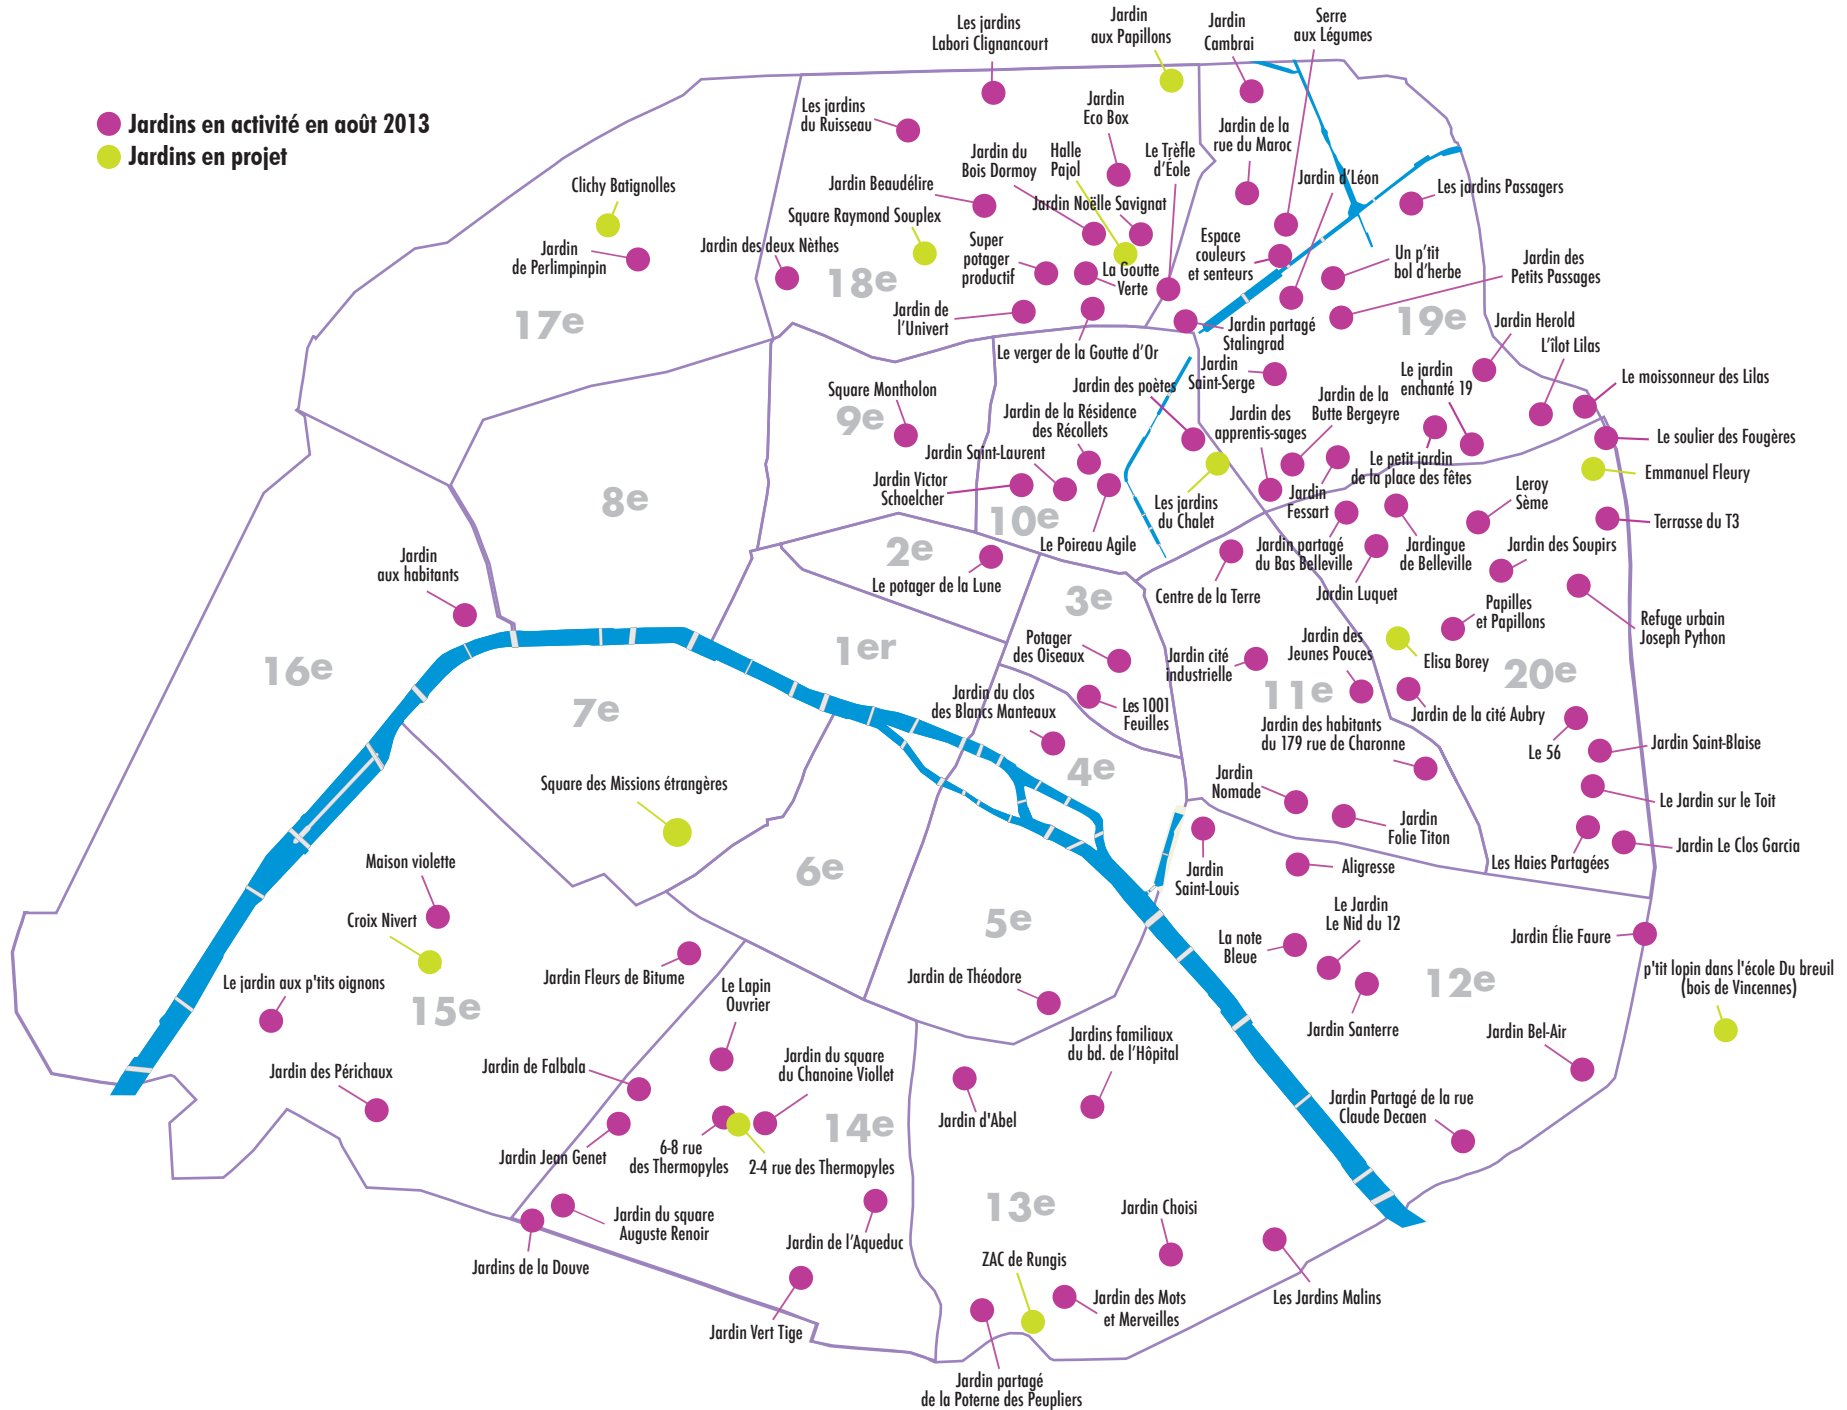 Jardins en activité en août 2013
Jardins en projet
Les jardins
Labori Clignancourt
Jardin
aux Papillons
Jardin
Cambrai
Serre
aux Légumes
Les jardins
du Ruisseau
Jardin
Eco Box
Jardin de la
rue du Maroc
Jardin du
Bois Dormoy
Halle
Pajol
Le Trèfle
d'Éole
Jardin d'Léon
Les jardins Passagers
Clichy Batignolles
Jardin Beaudélire
Jardin Noëlle Savignat
Square Raymond Souplex
Jardin
de Perlimpinpin
Jardin des deux Nèthes
Super
potager
productif
La Goutte
Verte
Espace
couleurs
et senteurs
Un p'tit
bol d'herbe
Jardin des
Petits Passages
18e
17e
19e
Jardin de
l'Univert
Jardin partagé
Stalingrad
Jardin Herold
L'îlot Lilas
Le verger de la Goutte d'Or
Jardin
Saint-Serge
Le jardin
enchanté 19
Le moissonneur des Lilas
Square Montholon
9e
Jardin des poètes
Jardin de la Résidence
des Récollets
Jardin des
apprentis-sages
Jardin de la
Butte Bergeyre
Le soulier des Fougères
Jardin Saint-Laurent
Le petit jardin
de la place des fêtes
Emmanuel Fleury
Jardin Victor
Schoelcher
8e
10e
Les jardins
du Chalet
Jardin
Fessart
Leroy
Sème
Terrasse du T3
Le Poireau Agile
2e
Le potager de la Lune
Jardin
aux habitants
Jardin partagé
du Bas Belleville
Jardingue
de Belleville
Jardin des Soupirs
3e
Centre de la Terre
Jardin Luquet
Papilles
et Papillons
Refuge urbain
Joseph Python
16e
1er
Potager
des Oiseaux
Jardin cité
industrielle
Jardin des
Jeunes Pouces
Elisa Borey
20e
7e
11e
Jardin du clos
des Blancs Manteaux
Les 1001
Feuilles
Jardin de la cité Aubry
Jardin des habitants
du 179 rue de Charonne
Le 56
Jardin Saint-Blaise
4e
Square des Missions étrangères
Jardin
Nomade
Le Jardin sur le Toit
Jardin
Folie Titon
Maison violette
6e
Jardin
Saint-Louis
Aligresse
Les Haies Partagées
Jardin Le Clos Garcia
Croix Nivert
5e
Le Jardin
Le Nid du 12
La note
Bleue
Jardin Élie Faure
Le jardin aux p'tits oignons
15e
Jardin Fleurs de Bitume
Jardin de Théodore
12e
p'tit lopin dans l'école Du breuil
(bois de Vincennes)
Le Lapin
Ouvrier
Jardin Santerre
Jardin Bel-Air
Jardin des Périchaux
Jardin de Falbala
Jardin du square
du Chanoine Viollet
Jardins familiaux
du bd. de l'Hôpital
Jardin d'Abel
14e
Jardin Partagé de la rue
Claude Decaen
Jardin Jean Genet
6-8 rue
des Thermopyles
2-4 rue des Thermopyles
13e
Jardin du square
Auguste Renoir
Jardin de l'Aqueduc
Jardin Choisi
Jardins de la Douve
ZAC de Rungis
Jardin des Mots
et Merveilles
Les Jardins Malins
Jardin Vert Tige
Jardin partagé
de la Poterne des Peupliers